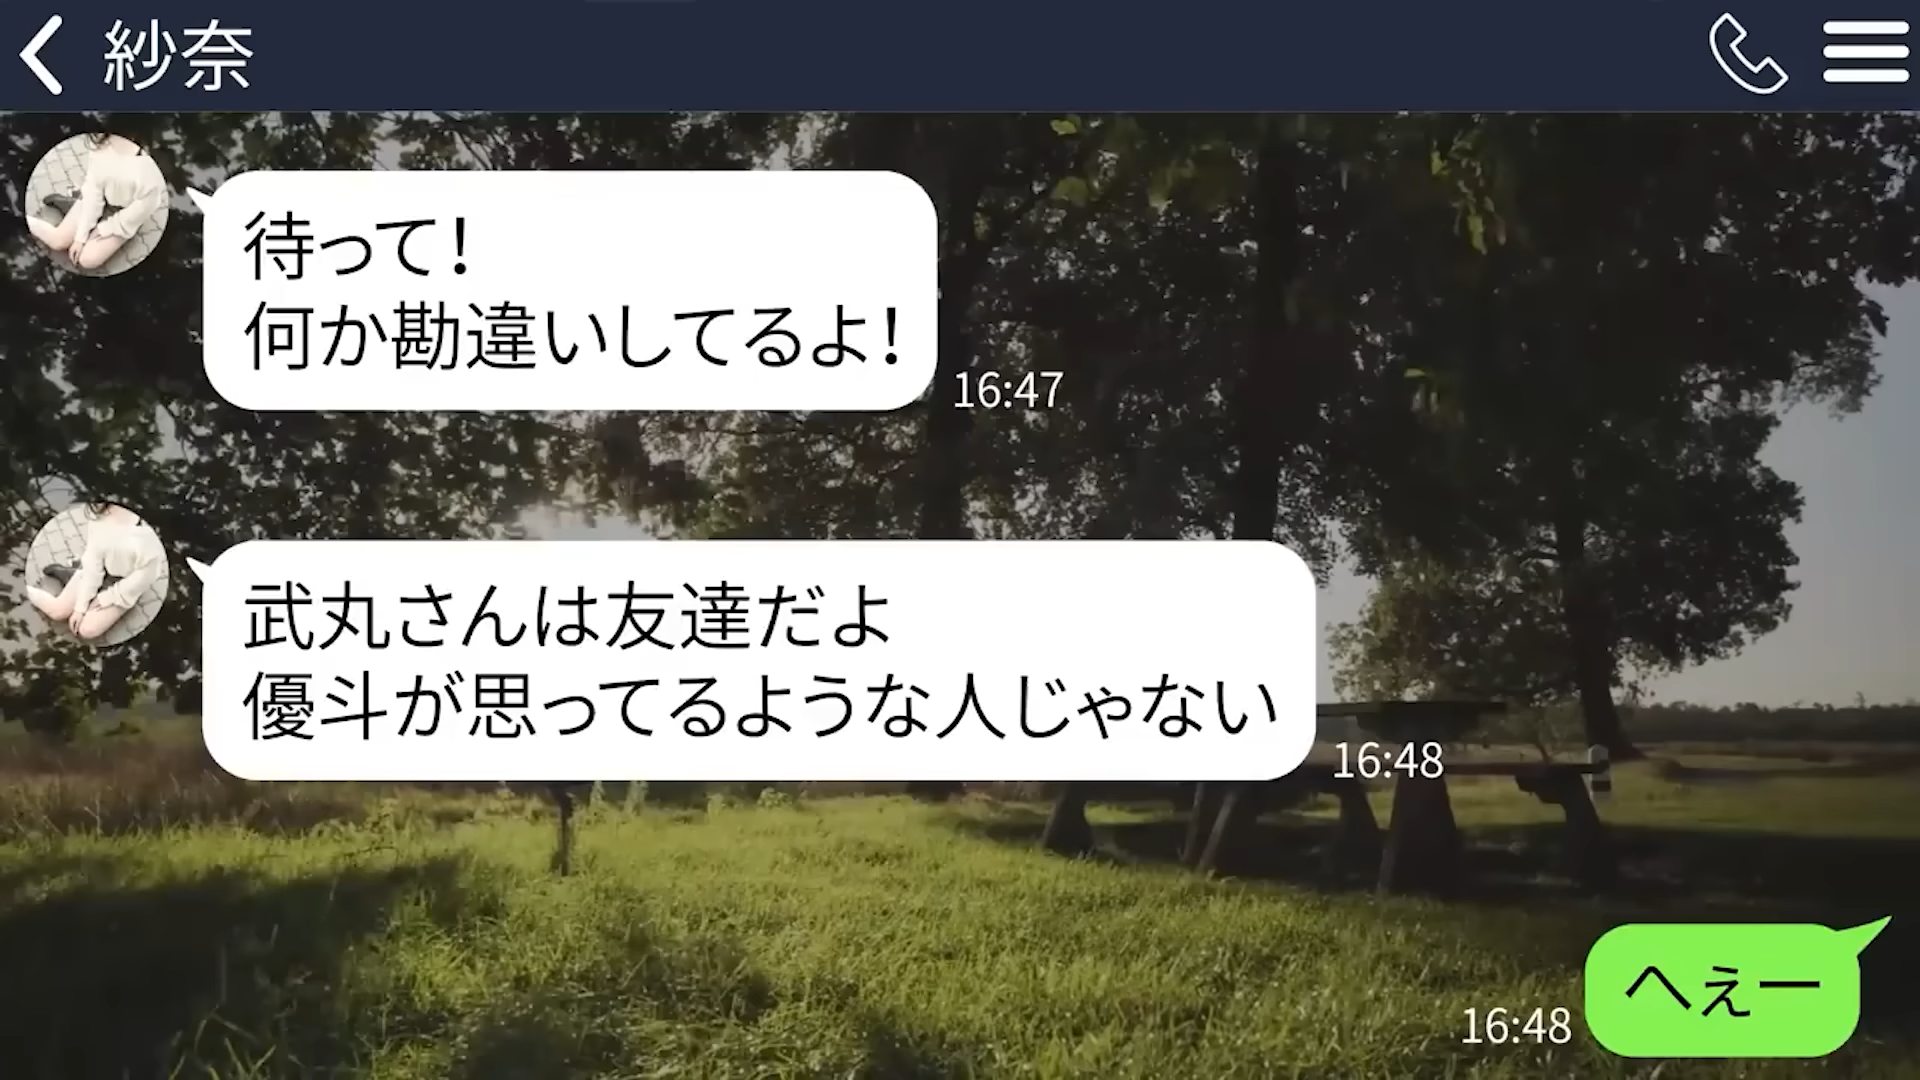 紗奈
待って！
何か勘違いしてるよ！
16:47
武丸さんは友達だよ
優斗が思ってるような人じゃない
16:48
へぇー
16:48